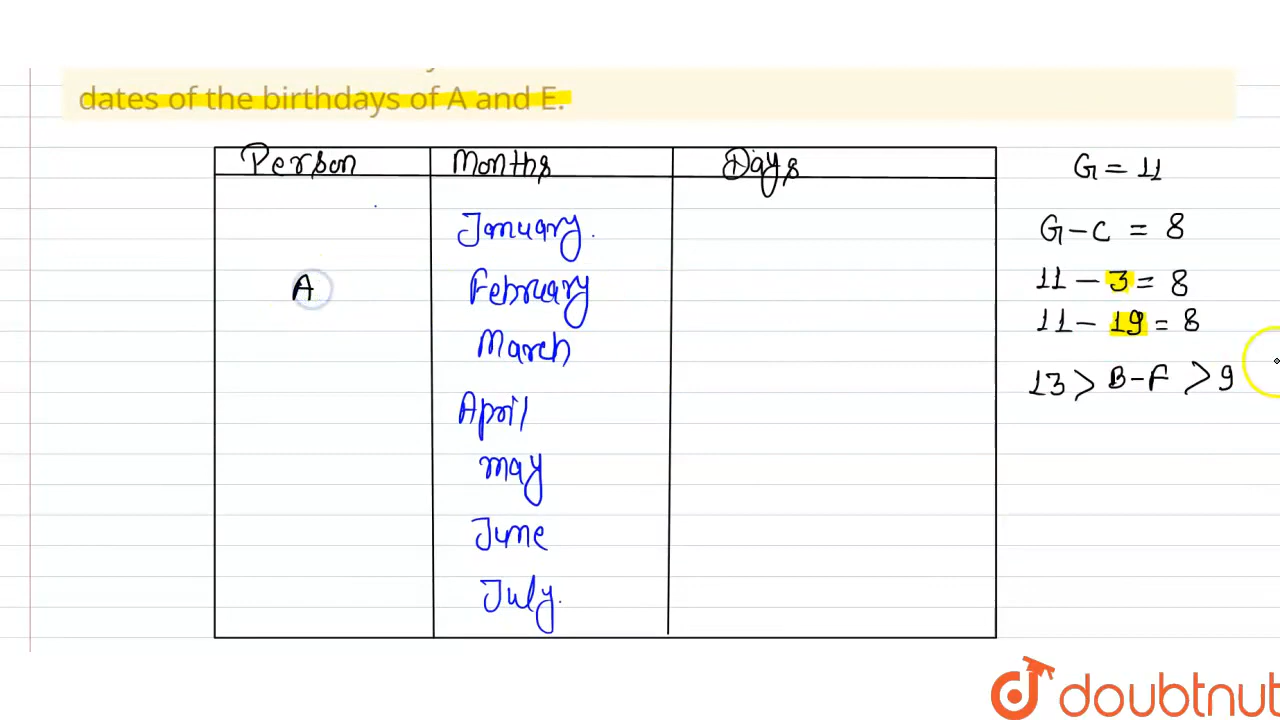 dates of the birthdays of A and E.
Person Months Days
January.
A February
March
April
May
June
July.
G = 11
G - C = 8
11 - 3 = 8
11 - 19 = 8
13 > B - F > 9
doubtnut